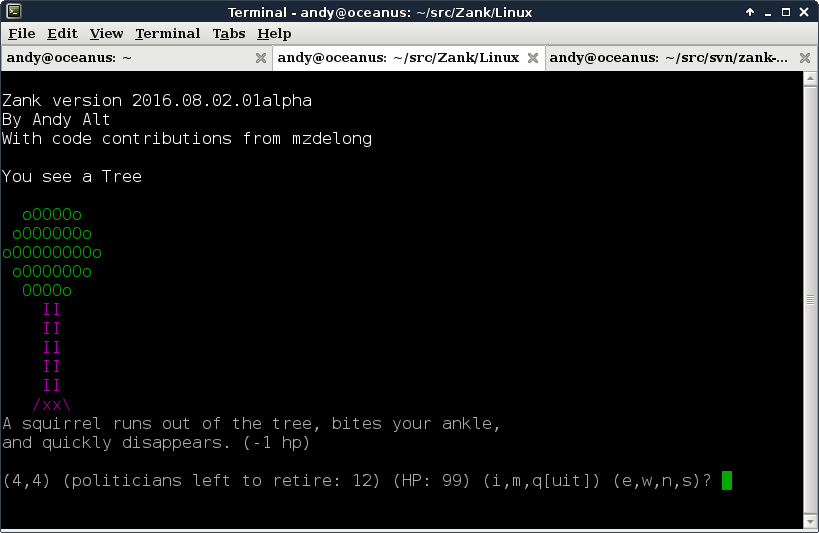 Terminal - andy@oceanus: ~/src/Zank/Linux
File Edit View Terminal Tabs Help
andy@oceanus: ~ andy@oceanus: ~/src/Zank/Linux andy@oceanus: ~/src/svn/zank-...
Zank version 2016.08.02.01alpha
By Andy Alt
With code contributions from mzdelong
You see a Tree
  oOOOOo
 oOOOOOOo
oOOOOOOOOo
 oOOOOOOo
  OOOOo
    II
    II
    II
    II
    II
   /xx\
A squirrel runs out of the tree, bites your ankle,
and quickly disappears. (-1 hp)
(4,4) (politicians left to retire: 12) (HP: 99) (i,m,q[uit]) (e,w,n,s)?